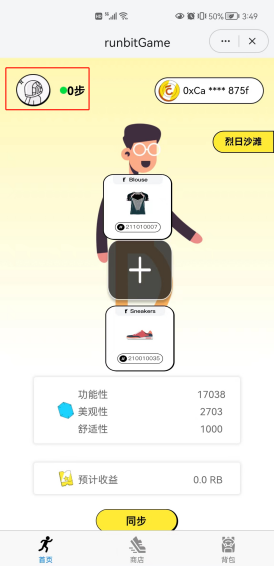 50% 3:49
runbitGame
0步
0xCa **** 875f
烈日沙滩
f Blouse
211010007
f Sneakers
210010035
功能性 17038
美观性 2703
舒适性 1000
预计收益 0.0 RB
同步
首页 商店 背包